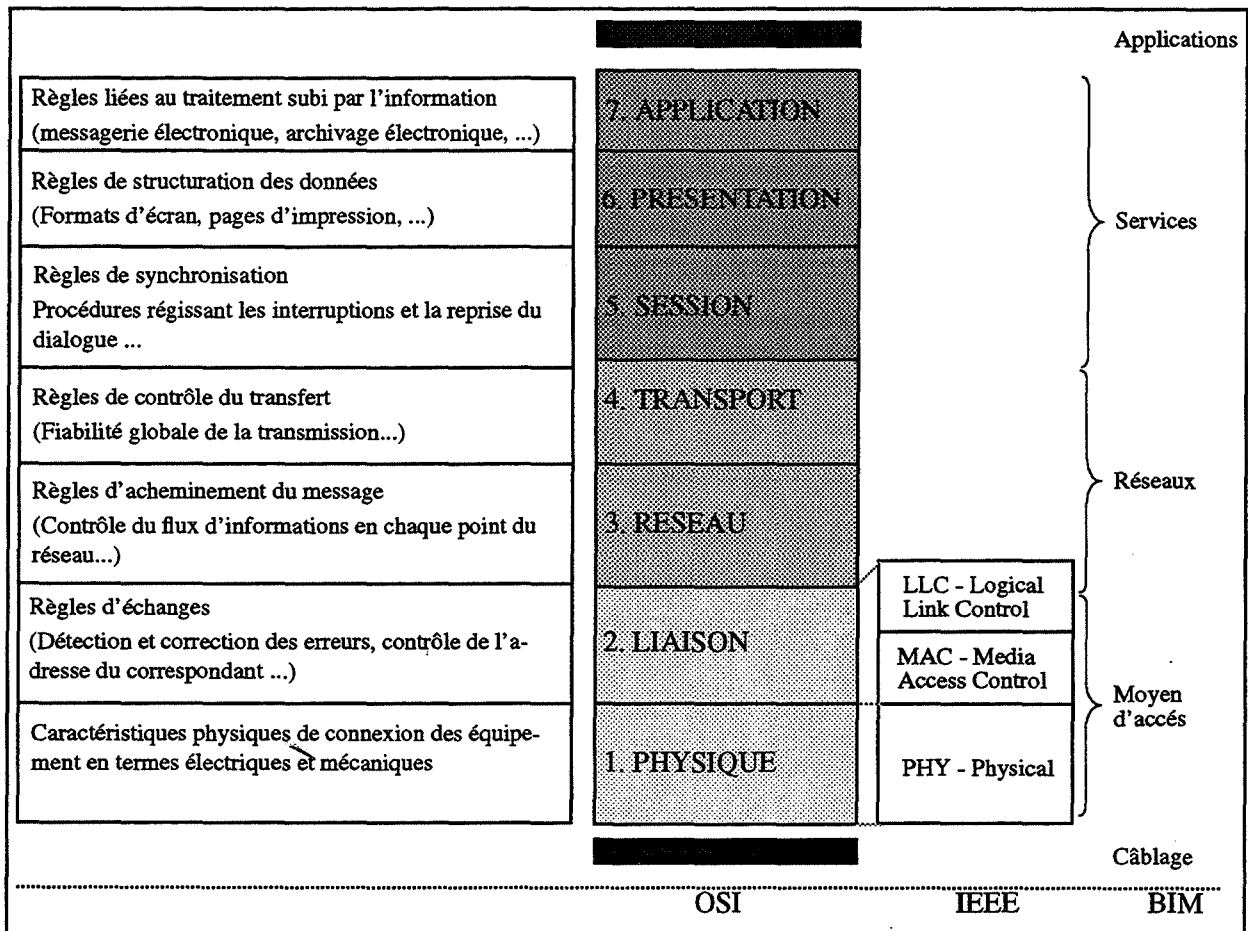 Applications
Règles liées au traitement subi par l'information
(messagerie électronique, archivage électronique, ...)
7. APPLICATION
Règles de structuration des données
(Formats d'écran, pages d'impression, ...)
6. PRESENTATION
Services
Règles de synchronisation
Procédures régissant les interruptions et la reprise du
dialogue ...
5. SESSION
Règles de contrôle du transfert
(Fiabilité globale de la transmission...)
4. TRANSPORT
Règles d'acheminement du message
(Contrôle du flux d'informations en chaque point du
réseau...)
3. RESEAU
Réseaux
LLC - Logical
Link Control
Règles d'échanges
(Détection et correction des erreurs, contrôle de l'a-
dresse du correspondant ...)
2. LIAISON
MAC - Media
Access Control
Moyen
d'accés
Caractéristiques physiques de connexion des équipe-
ment en termes électriques et mécaniques
1. PHYSIQUE
PHY - Physical
Câblage
OSI
IEEE
BIM